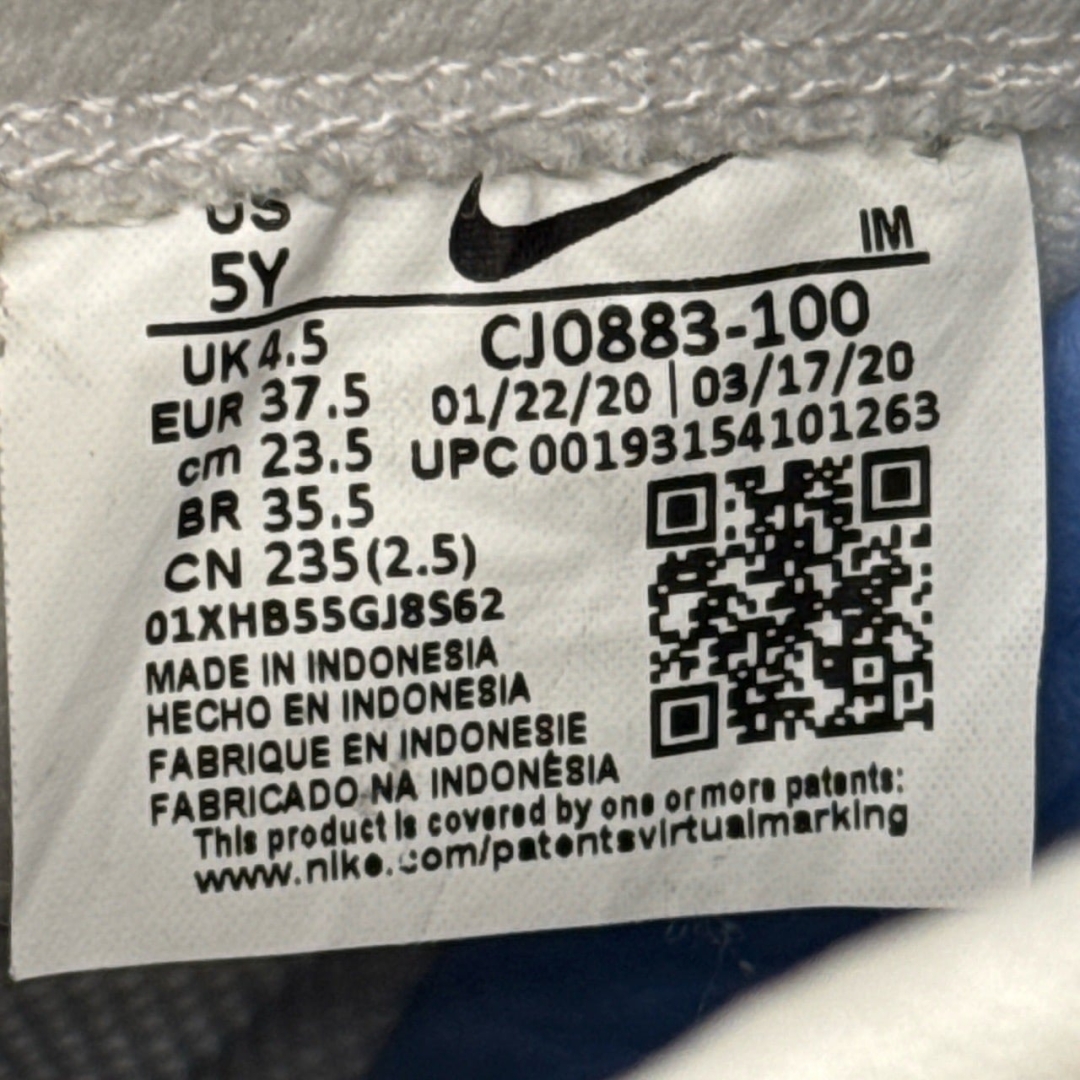 US
5Y
IM
UK 4.5
EUR 37.5
cm 23.5
BR 35.5
CN 235(2.5)
CJ0883-100
01/22/20 | 03/17/20
UPC 00193154101263
01XHB55GJ8S62
MADE IN INDONESIA
HECHO EN INDONESIA
FABRIQUE EN INDONESIE
FABRICADO NA INDONÉSIA
This product is covered by one or more patents:
www.nike.com/patentsvirtualmarking